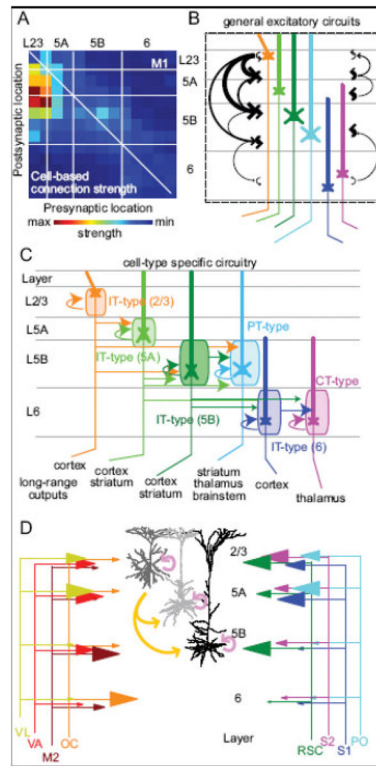 A
L23 5A 5B 6
M1
Postsynaptic location
Cell-based
connection strength
Presynaptic location
max min
strength
B
general excitatory circuits
L23
5A
5B
6
C
cell-type specific circuitry
Layer
L2/3
IT-type (2/3)
L5A
PT-type
IT-type (5A)
L5B
CT-type
L6
IT-type (5B)
IT-type (6)
cortex
long-range
outputs
cortex
striatum
cortex
striatum
striatum
thalamus
brainstem
cortex
thalamus
D
2/3
5A
5B
6
Layer
VL
VA
M2
OC
RSC
S2
S1
PO